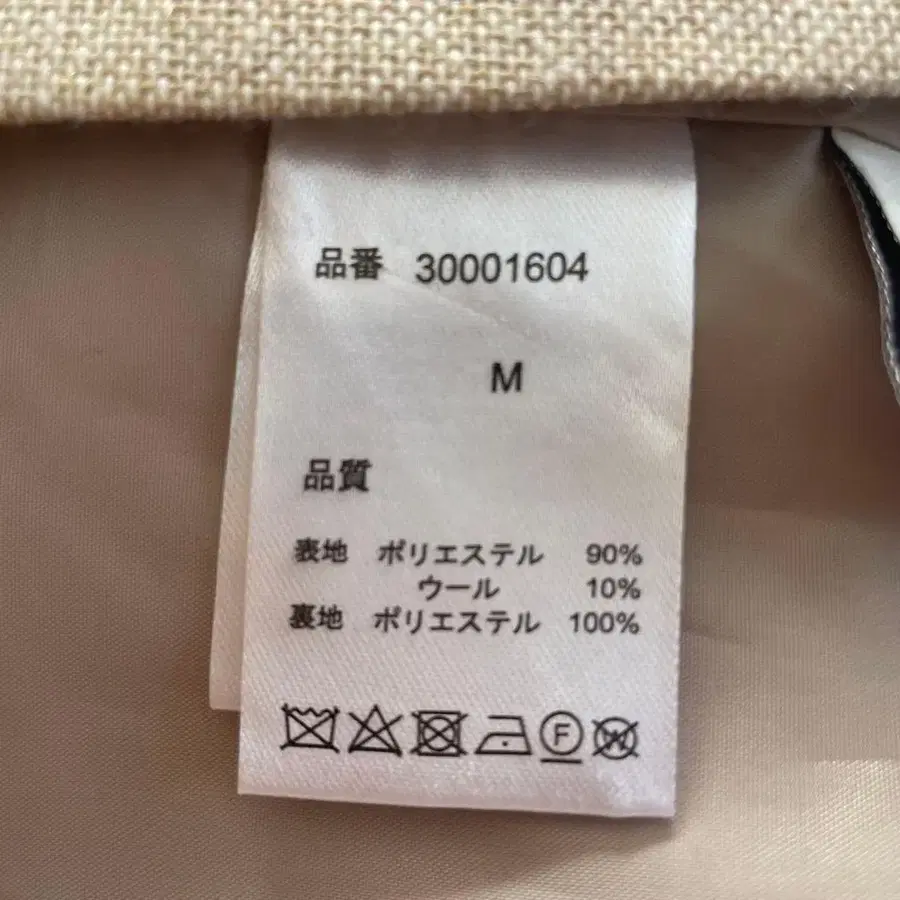 品番 30001604
M
品質
表地 ポリエステル 90%
ウール 10%
裏地 ポリエステル 100%
F W